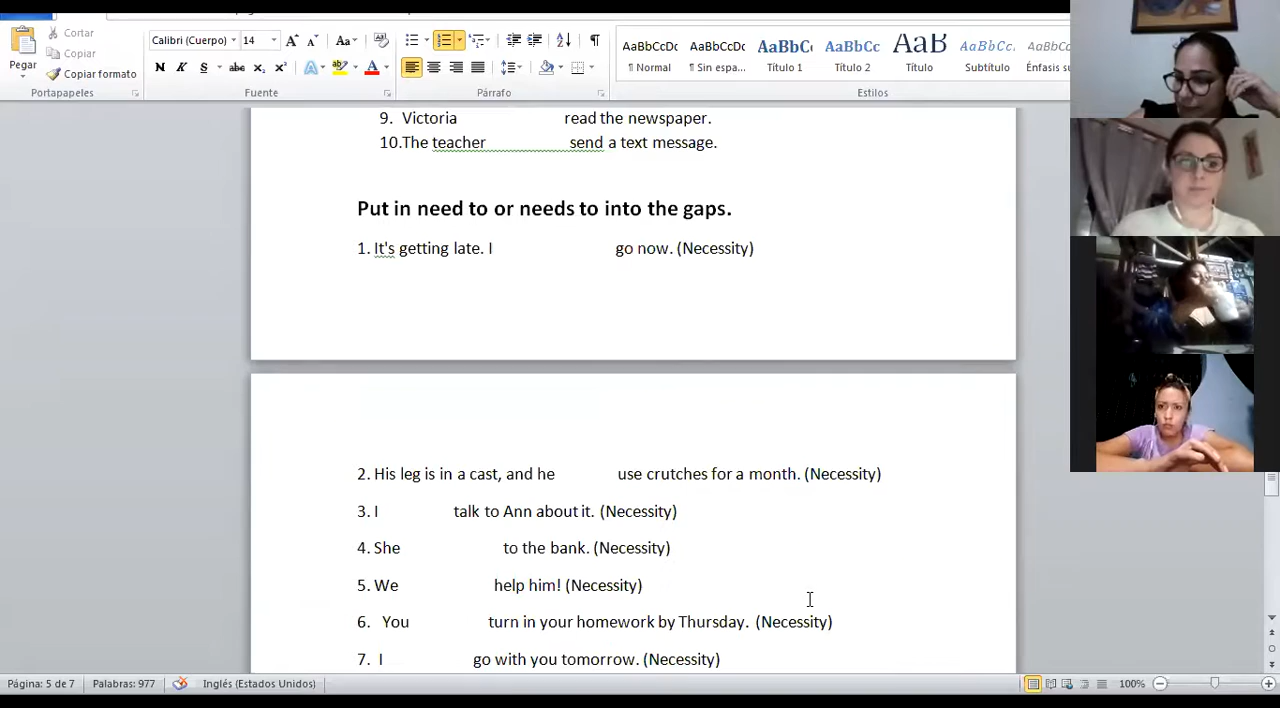 Cortar
Copiar
Copiar formato
Pegar
Portapapeles
Calibri (Cuerpo) 14
Aa
N K S abc x₂ x²
Fuente
Párrafo
AaBbCcDc AaBbCcDc AaBbC AaBbCc AaB AaBbCc AaBbCc
¶ Normal ¶ Sin espa... Título 1 Título 2 Título Subtítulo Énfasis
Estilos
9. Victoria read the newspaper.
10.The teacher send a text message.
Put in need to or needs to into the gaps.
1. It's getting late. I go now. (Necessity)
2. His leg is in a cast, and he use crutches for a month. (Necessity)
3. I talk to Ann about it. (Necessity)
4. She to the bank. (Necessity)
5. We help him! (Necessity)
6. You turn in your homework by Thursday. (Necessity)
7. I go with you tomorrow. (Necessity)
Página: 5 de 7 Palabras: 977 Inglés (Estados Unidos) 100%